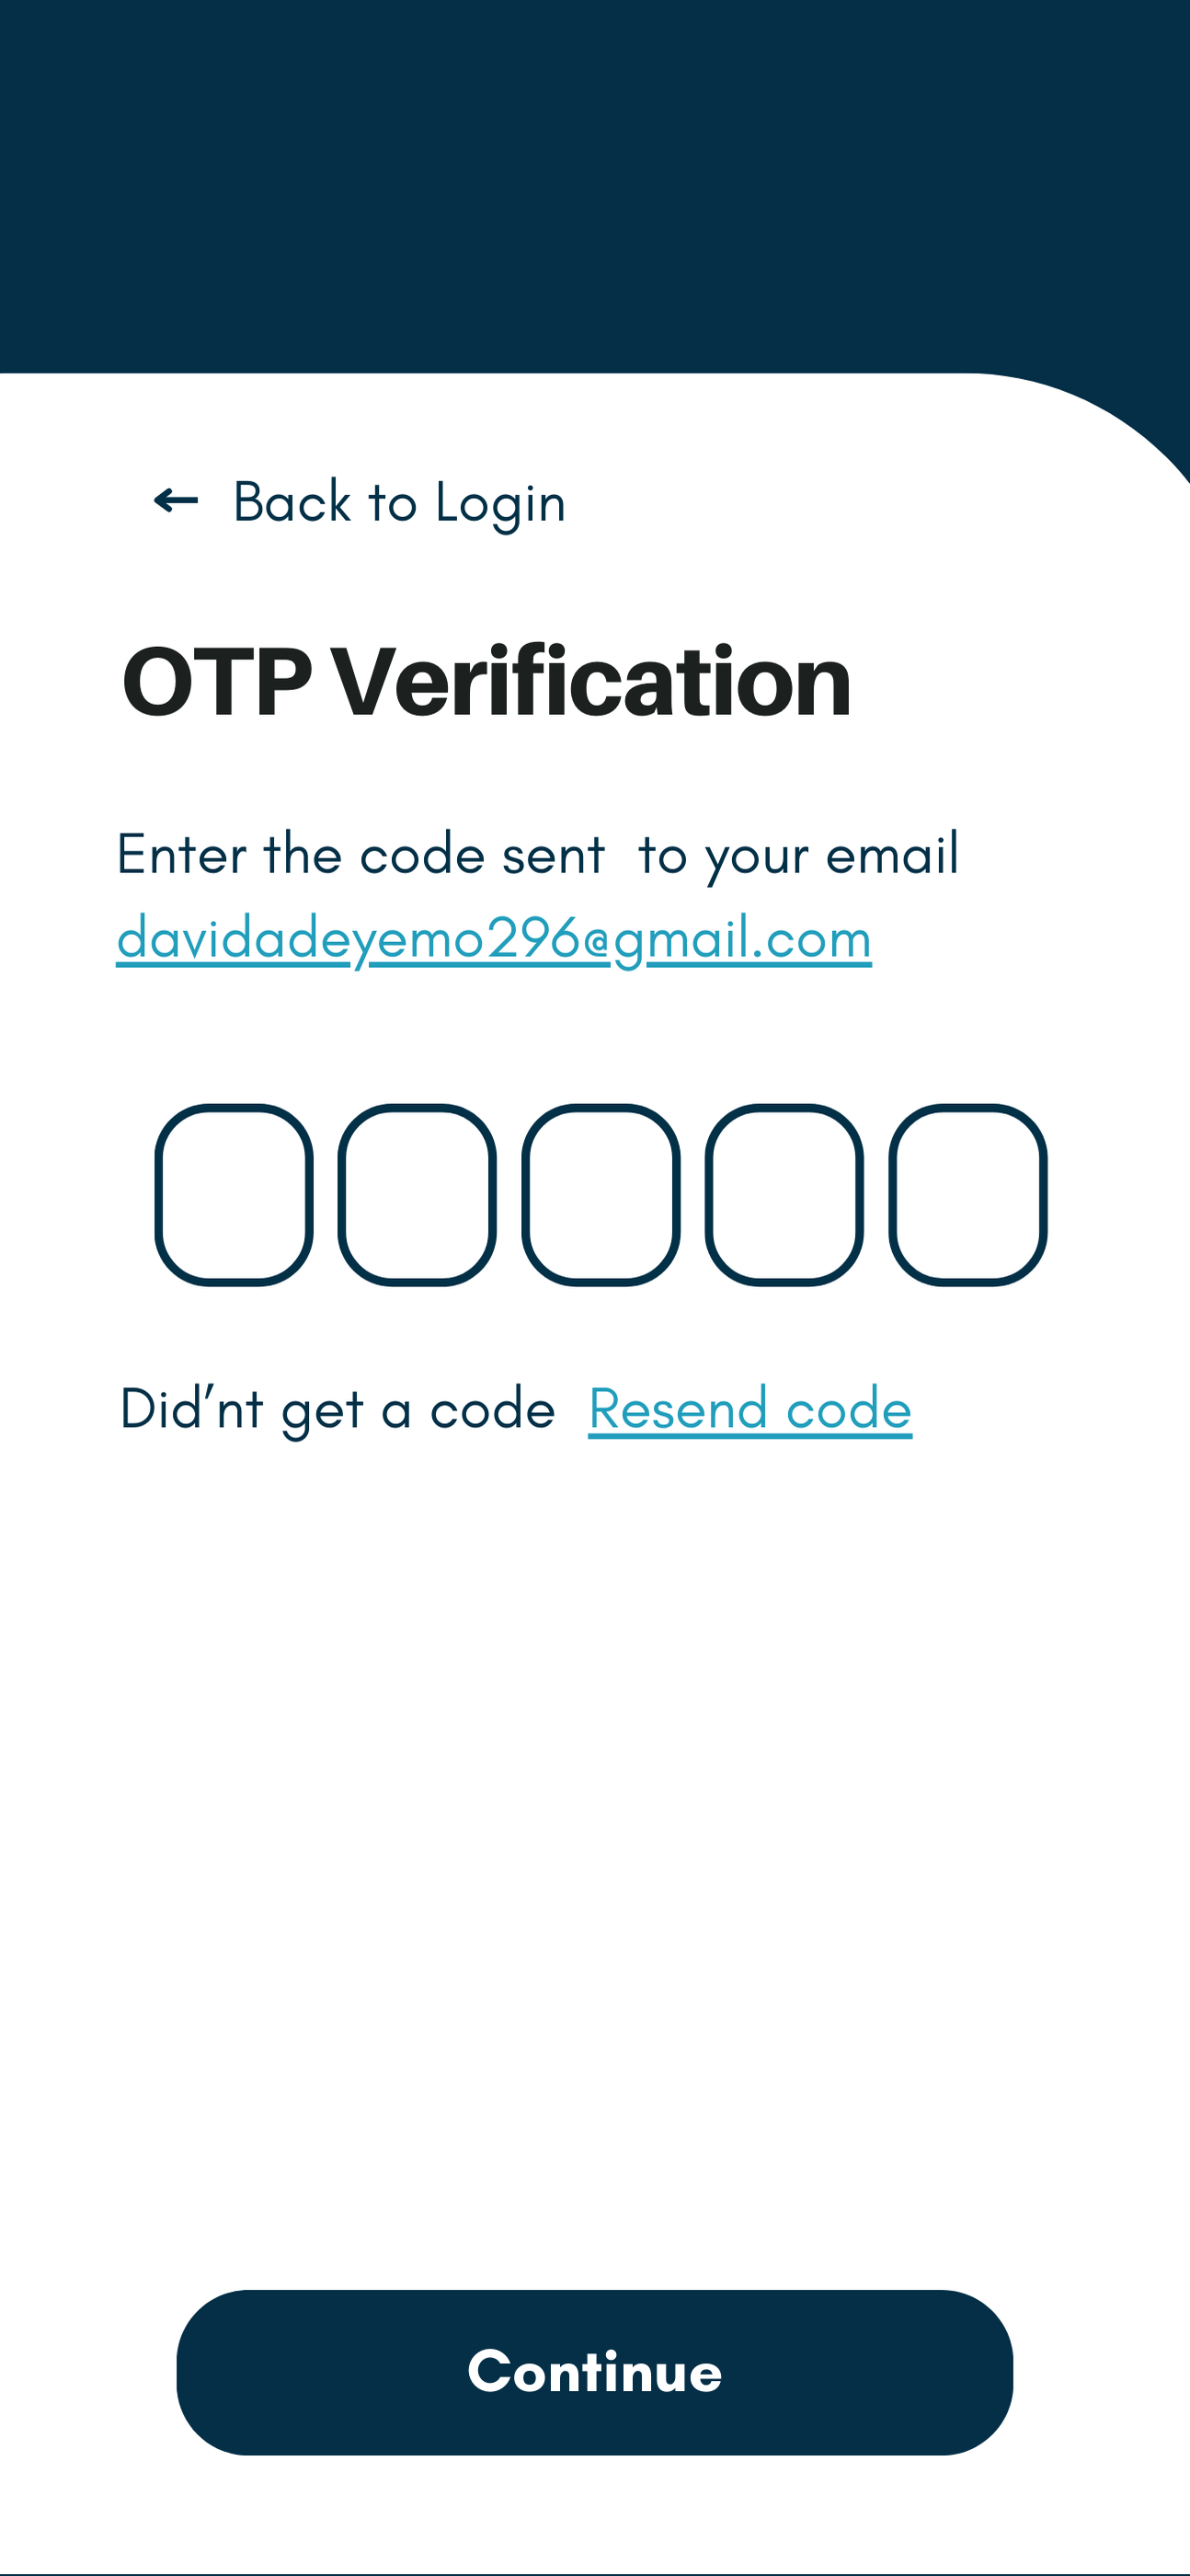 ← Back to Login
OTP Verification
Enter the code sent  to your email
davidadeyemo296@gmail.com
Did’nt get a code  Resend code
Continue